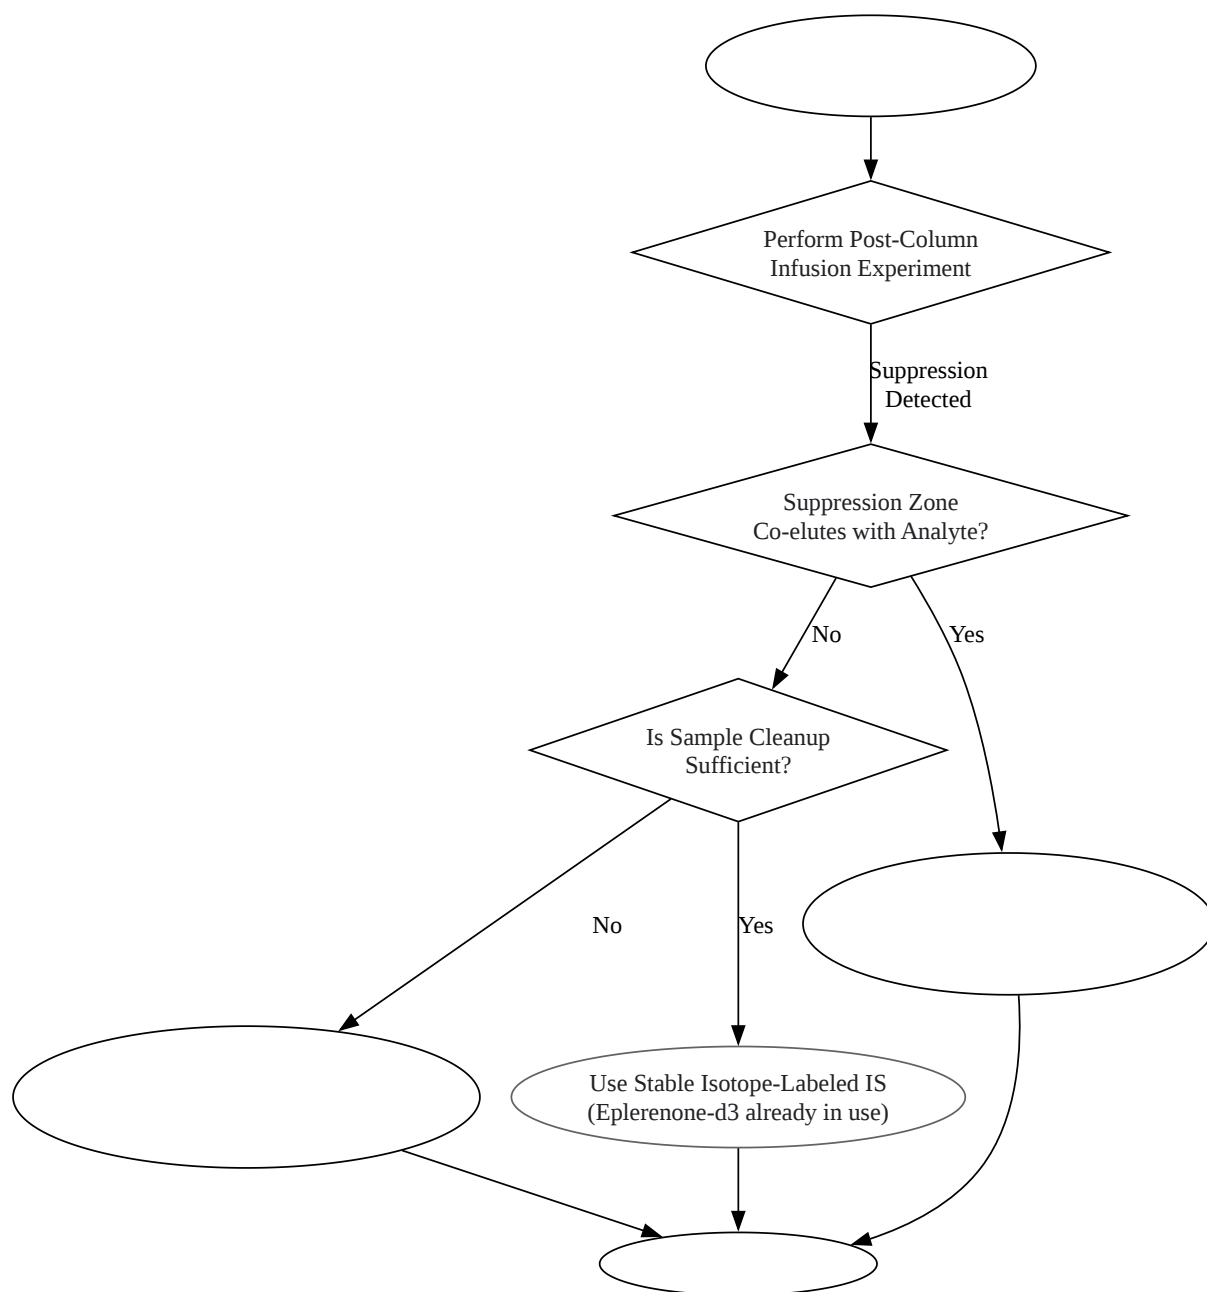 Perform Post-Column
Infusion Experiment
Suppression
Detected
Suppression Zone
Co-elutes with Analyte?
No
Yes
Is Sample Cleanup
Sufficient?
No
Yes
Use Stable Isotope-Labeled IS
(Eplerenone-d3 already in use)